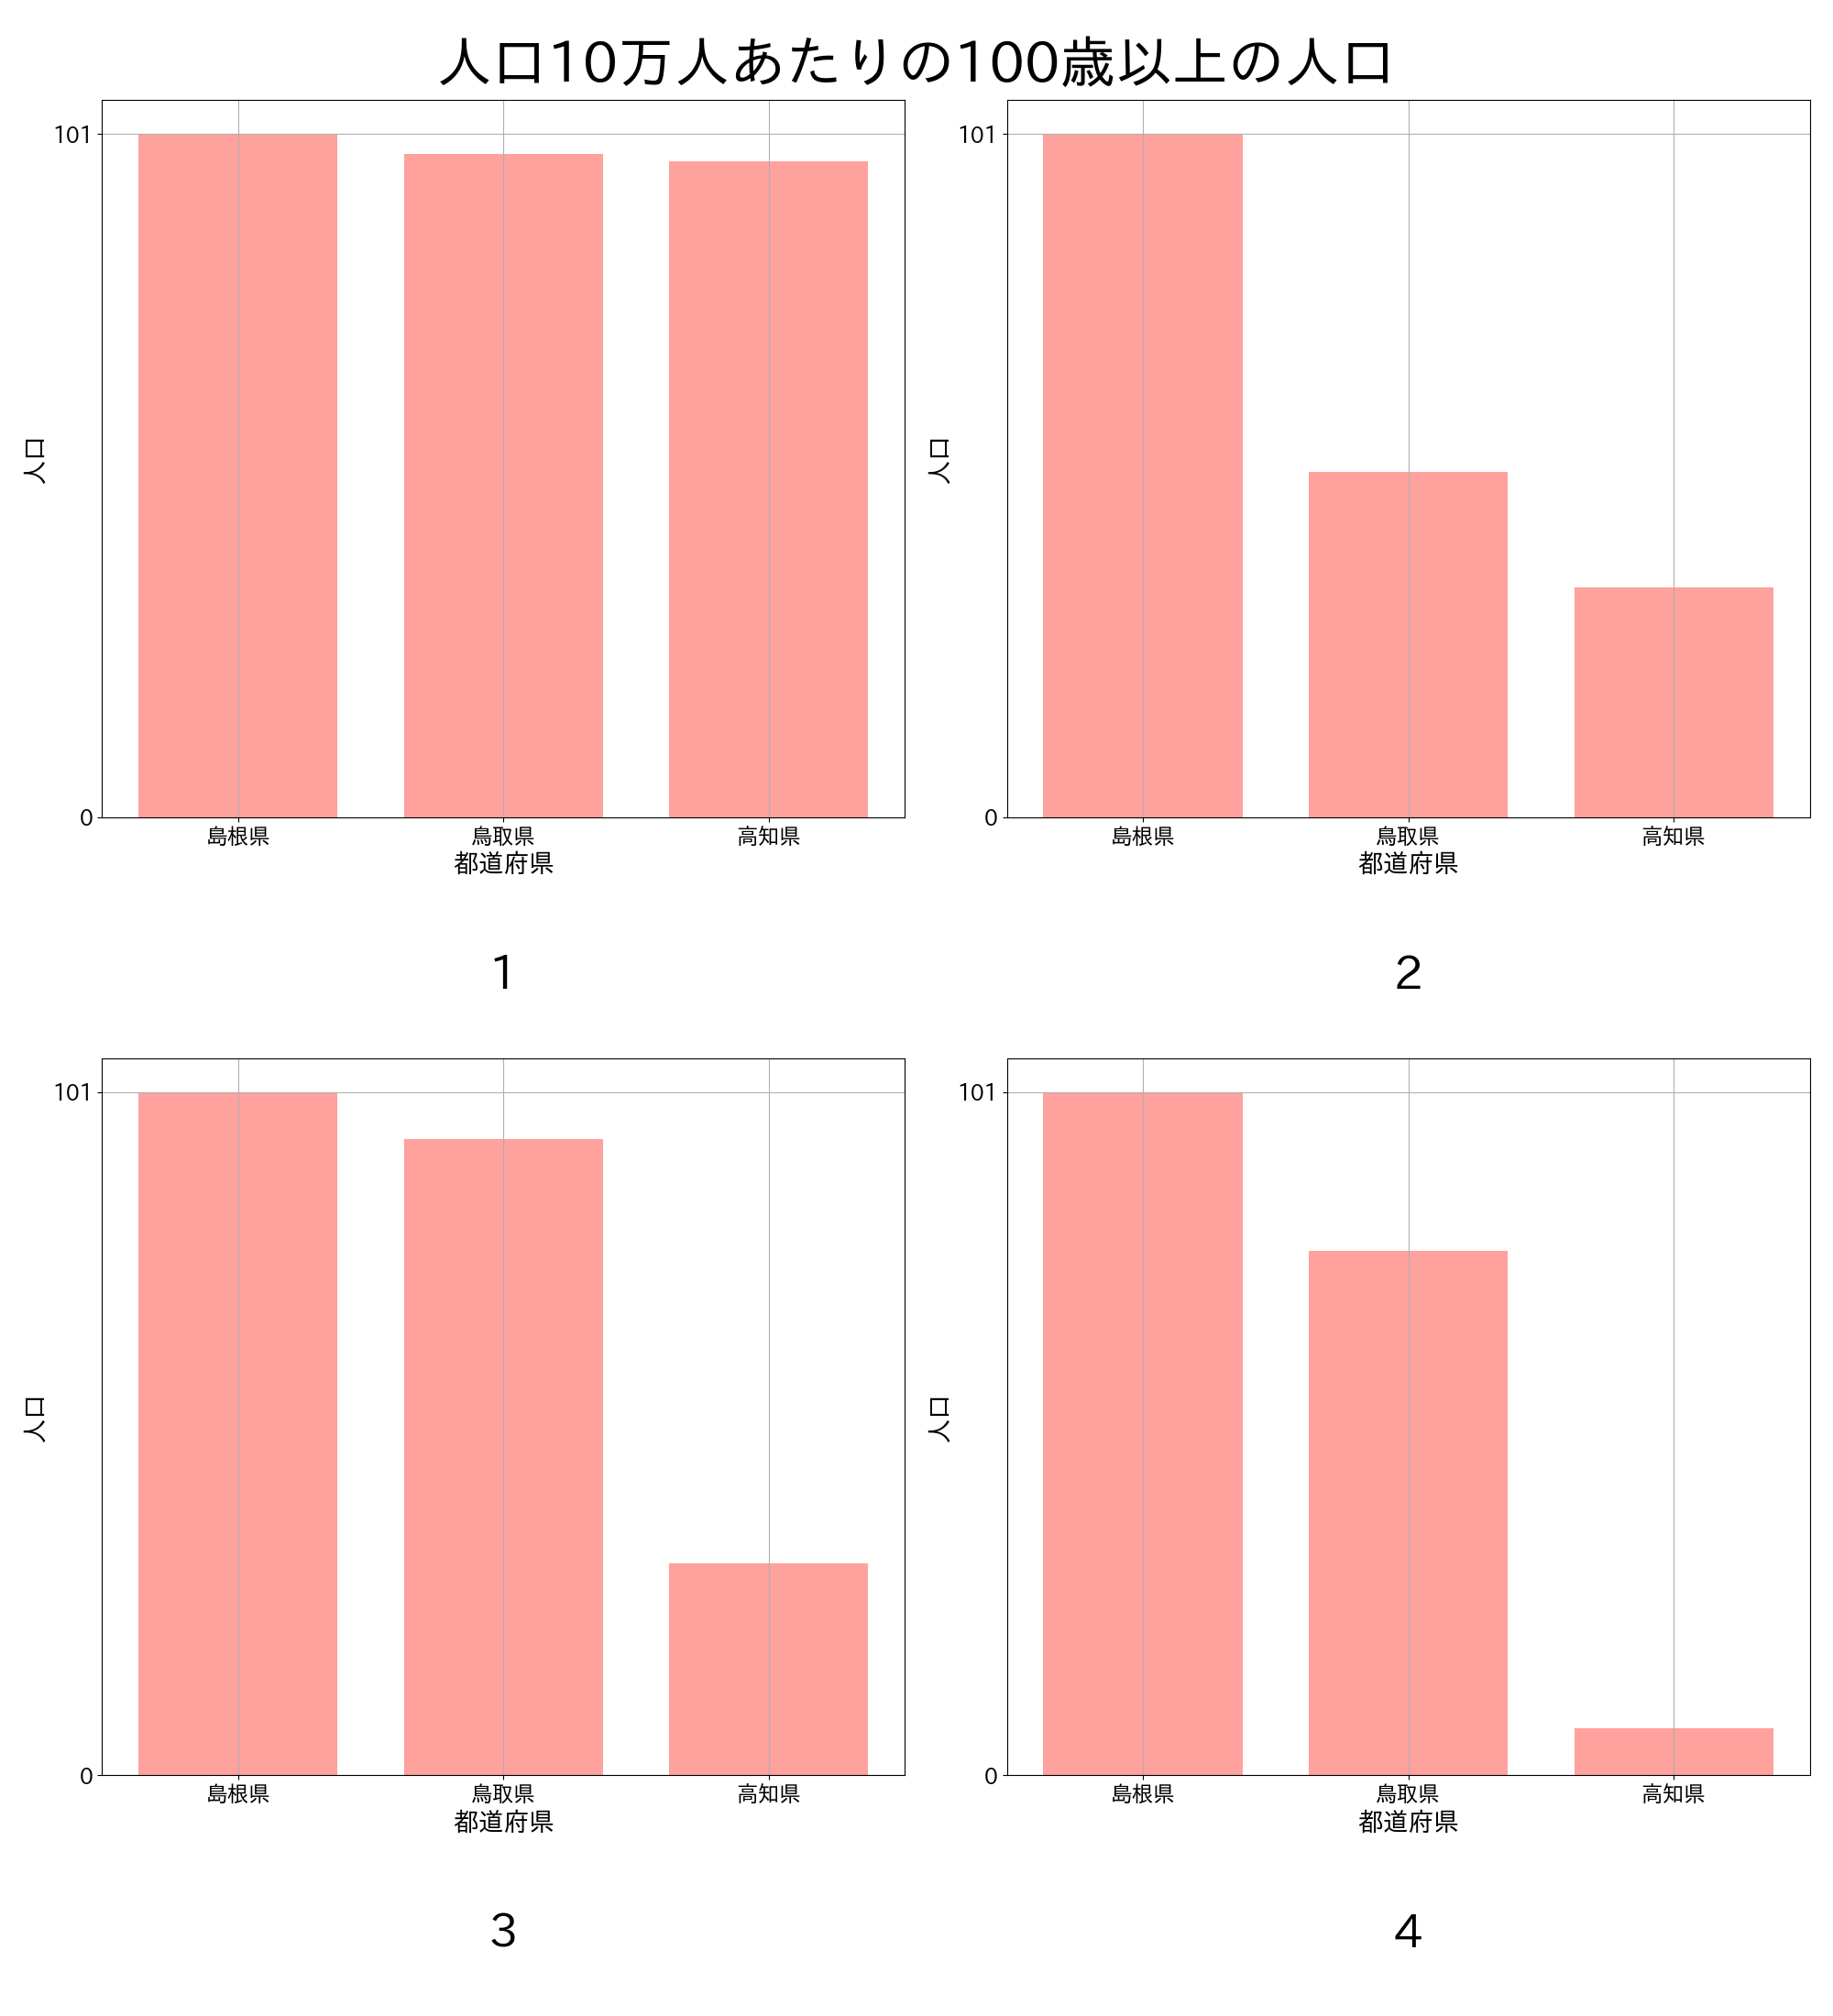 人口10万人あたりの100歳以上の人口
101
0
人口
島根県 鳥取県 高知県
都道府県
1
101
0
人口
島根県 鳥取県 高知県
都道府県
2
101
0
人口
島根県 鳥取県 高知県
都道府県
3
101
0
人口
島根県 鳥取県 高知県
都道府県
4